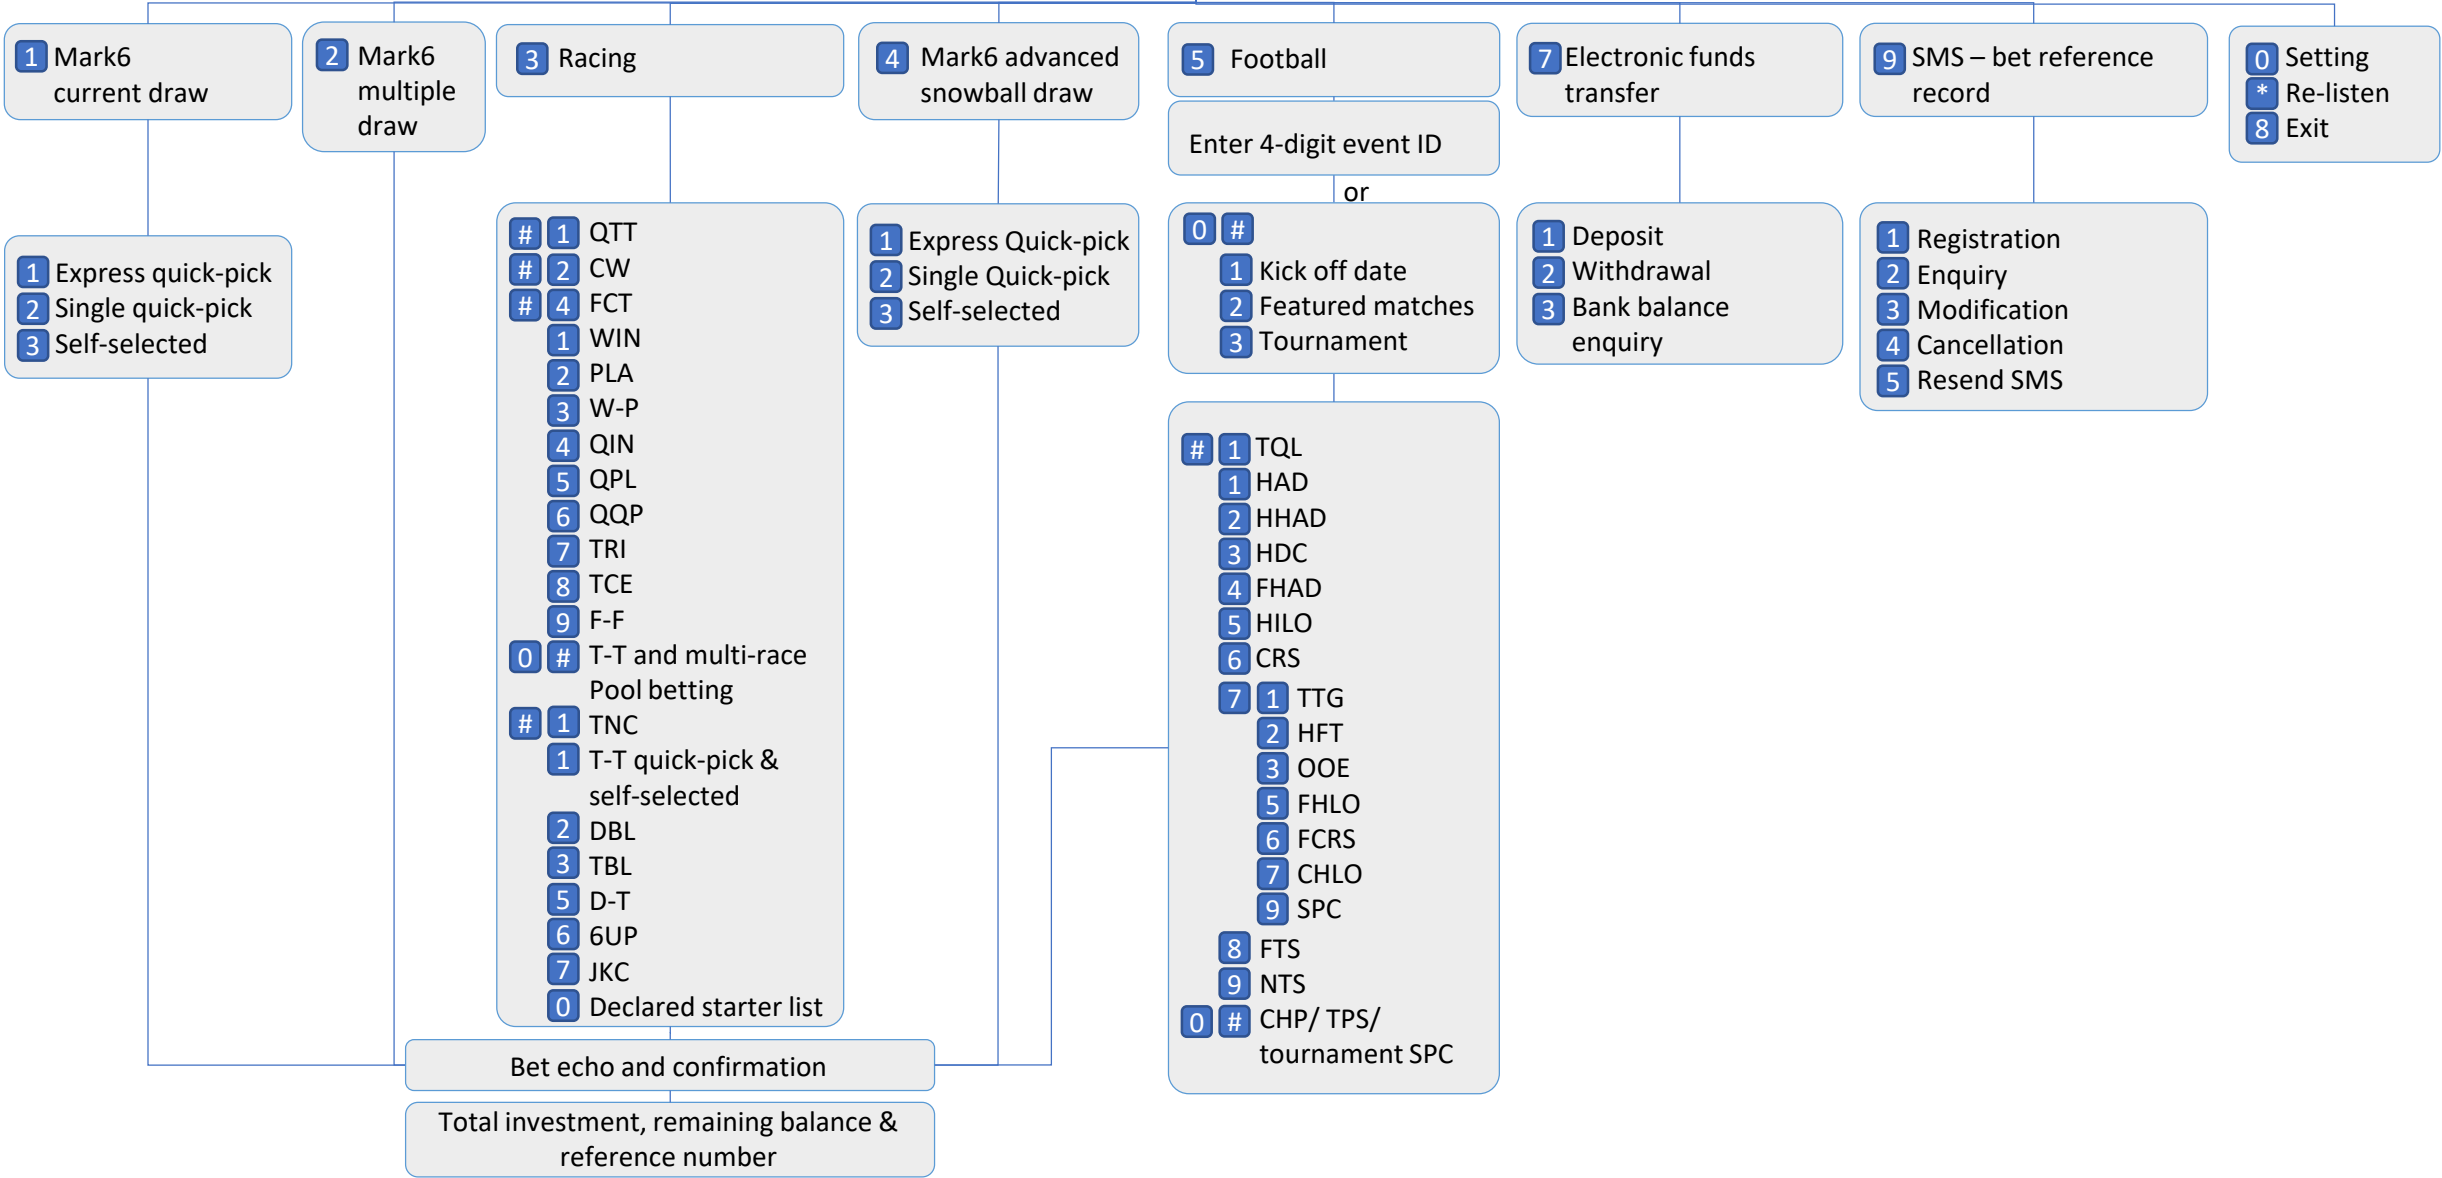 1 Mark6
current draw
2 Mark6
multiple
draw
3 Racing
4 Mark6 advanced
snowball draw
5 Football
7 Electronic funds
transfer
9 SMS – bet reference
record
0 Setting
* Re-listen
8 Exit
1 Express quick-pick
2 Single quick-pick
3 Self-selected
# 1 QTT
# 2 CW
# 4 FCT
1 WIN
2 PLA
3 W-P
4 QIN
5 QPL
6 QQP
7 TRI
8 TCE
9 F-F
0 # T-T and multi-race
Pool betting
# 1 TNC
1 T-T quick-pick &
self-selected
2 DBL
3 TBL
5 D-T
6 6UP
7 JKC
0 Declared starter list
1 Express Quick-pick
2 Single Quick-pick
3 Self-selected
Enter 4-digit event ID
or
0 #
1 Kick off date
2 Featured matches
3 Tournament
# 1 TQL
1 HAD
2 HHAD
3 HDC
4 FHAD
5 HILO
6 CRS
7 1 TTG
2 HFT
3 OOE
5 FHLO
6 FCRS
7 CHLO
9 SPC
8 FTS
9 NTS
0 # CHP/ TPS/
tournament SPC
1 Deposit
2 Withdrawal
3 Bank balance
enquiry
1 Registration
2 Enquiry
3 Modification
4 Cancellation
5 Resend SMS
Bet echo and confirmation
Total investment, remaining balance &
reference number